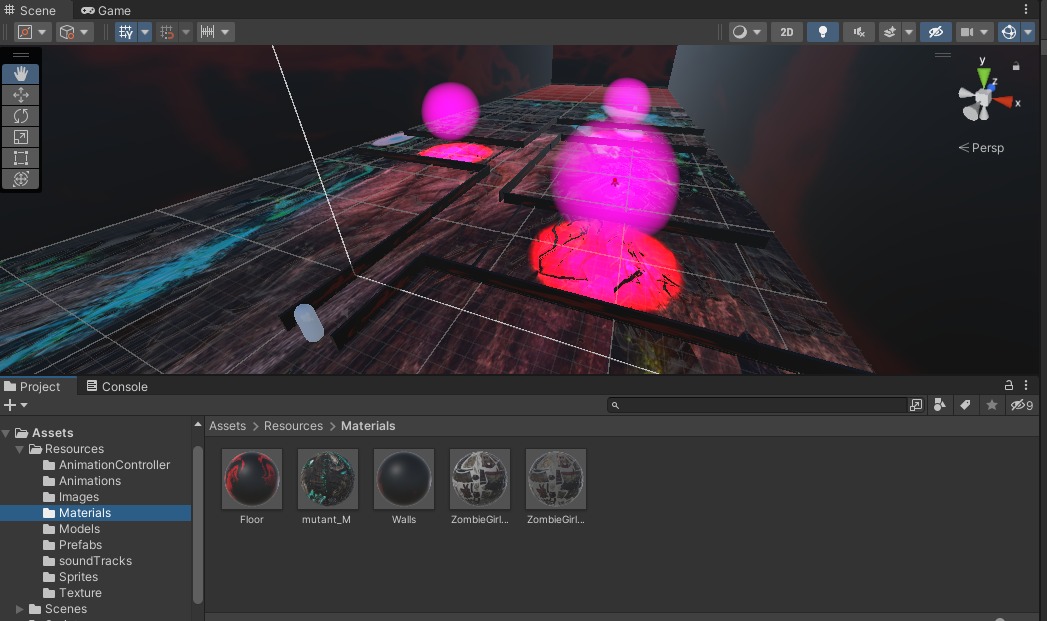 Scene Game
2D
y
z
x
Persp
Project Console
9
Assets
Resources
AnimationController
Animations
Images
Materials
Models
Prefabs
soundTracks
Sprites
Texture
Scenes
Assets > Resources > Materials
Floor mutant_M Walls ZombieGirl... ZombieGirl...